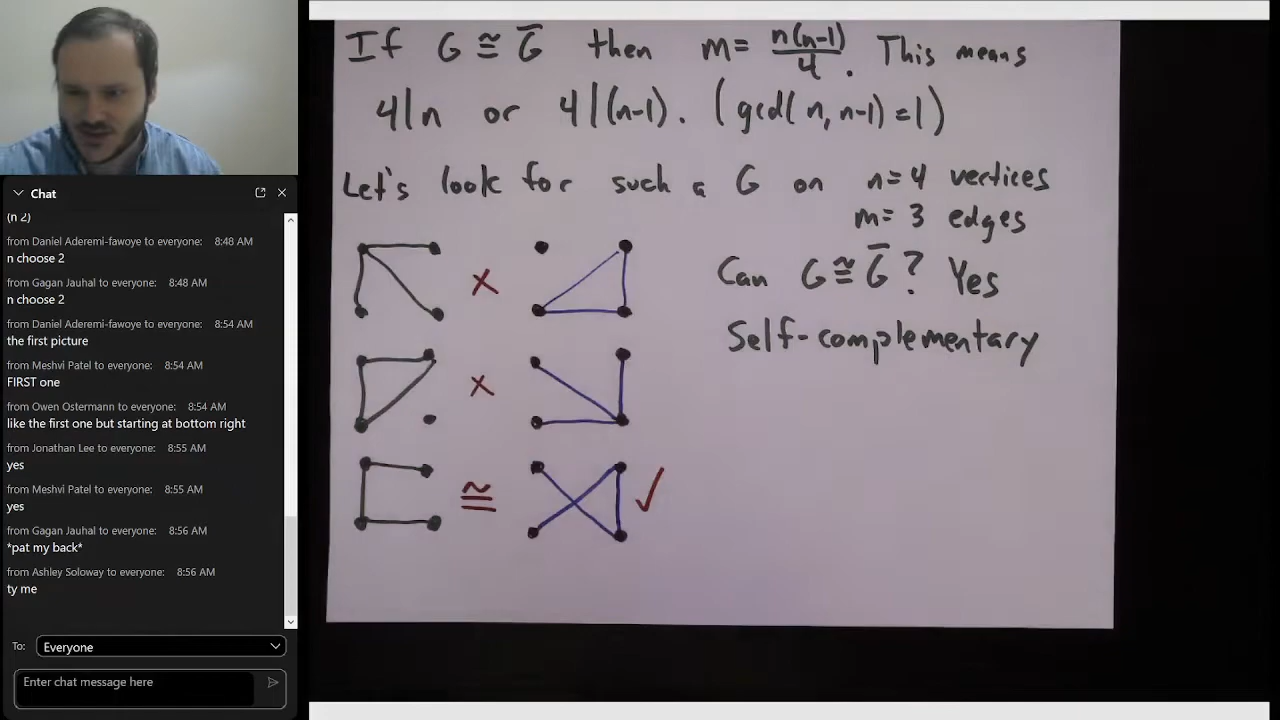 If G ≅ G̅ then m = n(n-1)/4. This means
4|n or 4|(n-1). (gcd(n, n-1) = 1)
Let's look for such a G on n=4 vertices
m= 3 edges
Can G ≅ G̅? Yes
Self-complementary
x
x
≅ ✓
Chat
(n 2)
from Daniel Aderemi-fawoye to everyone: 8:48 AM
n choose 2
from Gagan Jauhal to everyone: 8:48 AM
n choose 2
from Daniel Aderemi-fawoye to everyone: 8:54 AM
the first picture
from Meshvi Patel to everyone: 8:54 AM
FIRST one
from Owen Ostermann to everyone: 8:54 AM
like the first one but starting at bottom right
from Jonathan Lee to everyone: 8:55 AM
yes
from Meshvi Patel to everyone: 8:55 AM
yes
from Gagan Jauhal to everyone: 8:56 AM
*pat my back*
from Ashley Soloway to everyone: 8:56 AM
ty me
To: Everyone
Enter chat message here